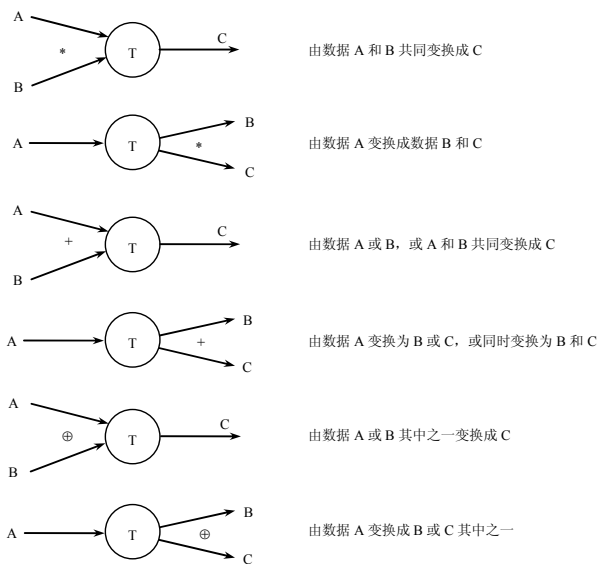 A
*
B
T
C
由数据 A 和 B 共同变换成 C
A
T
B
*
C
由数据 A 变换成数据 B 和 C
A
+
B
T
C
由数据 A 或 B，或 A 和 B 共同变换成 C
A
T
B
+
C
由数据 A 变换为 B 或 C，或同时变换为 B 和 C
A
⊕
B
T
C
由数据 A 或 B 其中之一变换成 C
A
T
B
⊕
C
由数据 A 变换成 B 或 C 其中之一